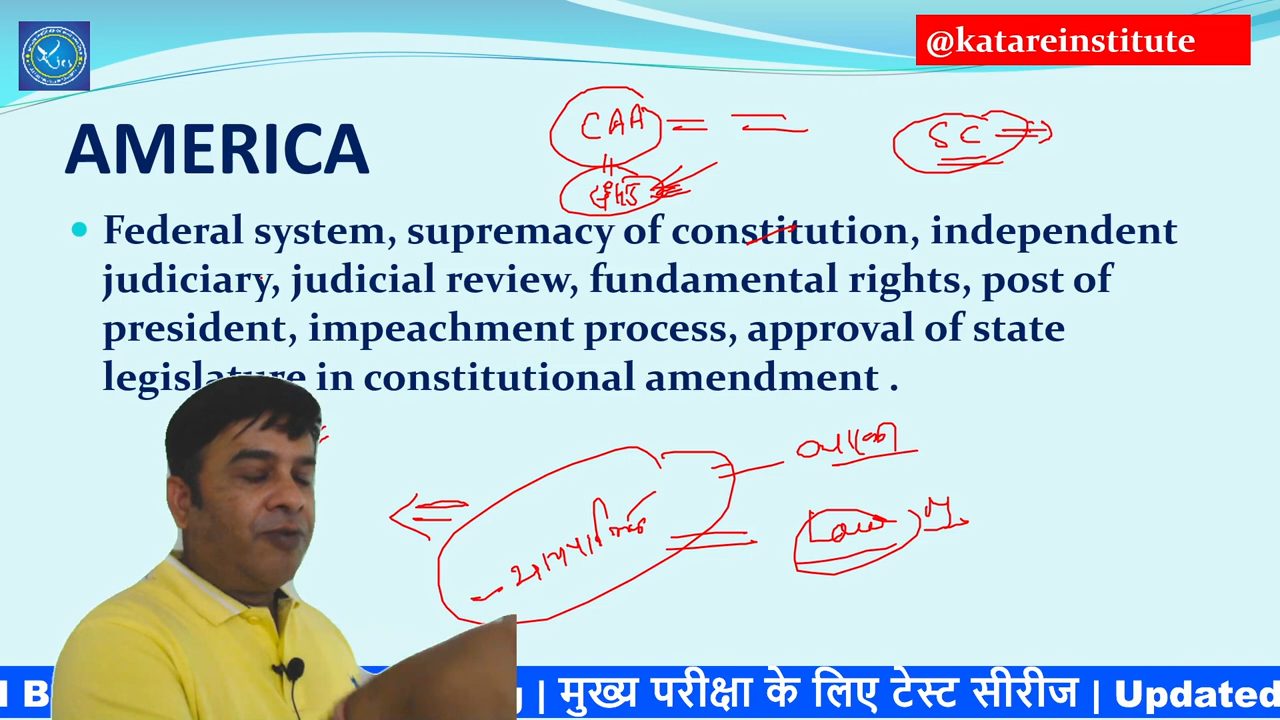 @katareinstitute
CAA
SC
AMERICA
Federal system, supremacy of constitution, independent
judiciary, judicial review, fundamental rights, post of
president, impeachment process, approval of state
legislature in constitutional amendment .
Law
| मुख्य परीक्षा के लिए टेस्ट सीरीज | Updated